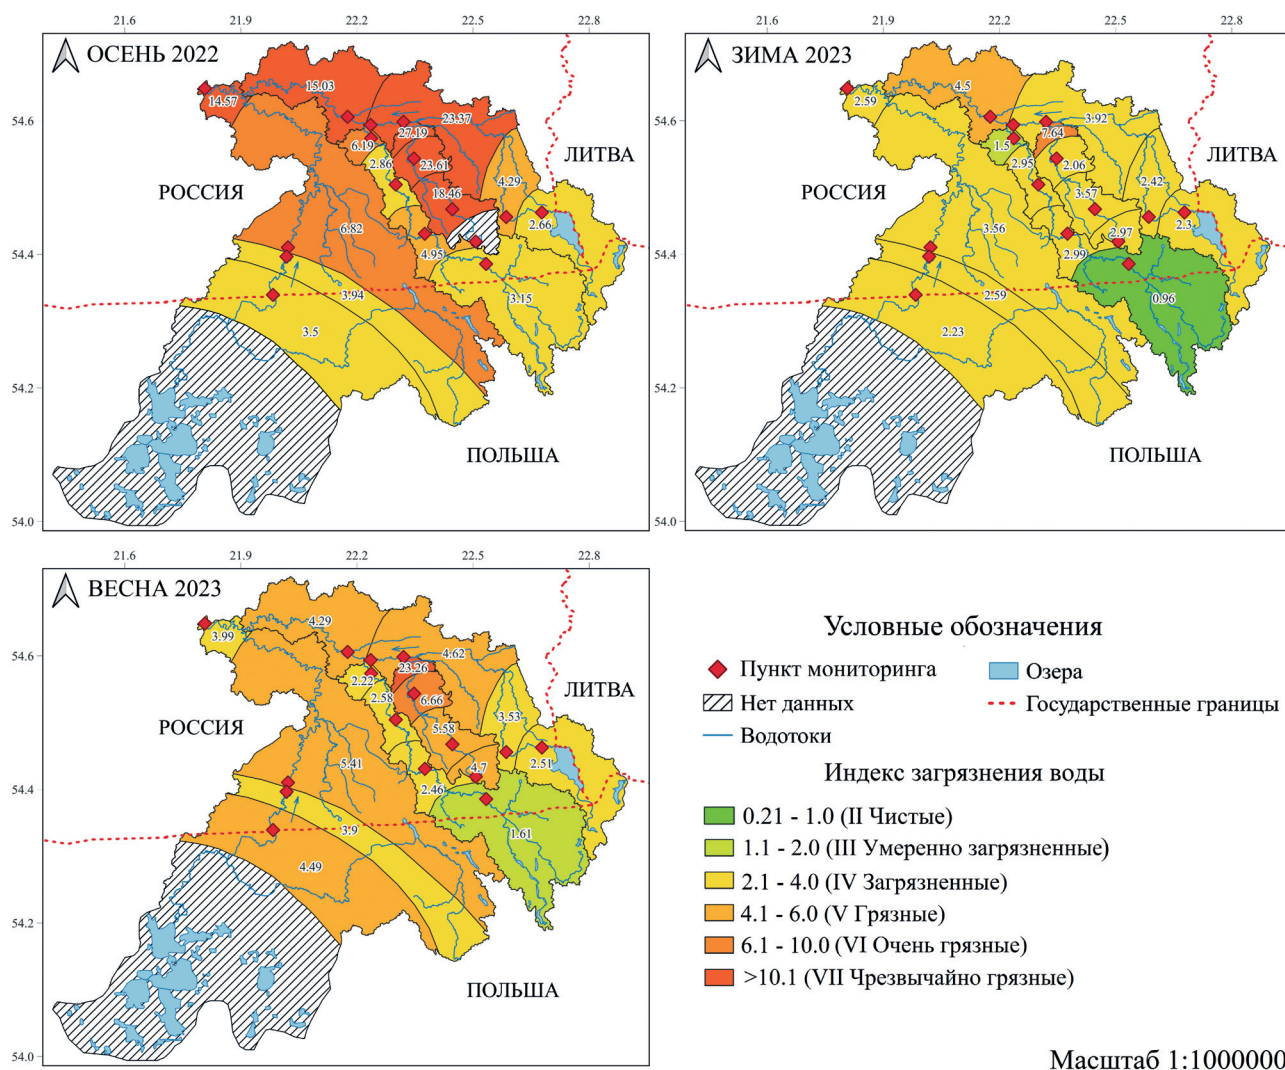 21.6 21.9 22.2 22.5 22.8
ОСЕНЬ 2022
54.6
54.4
54.2
54.0
14.57
15.03
23.37
27.19
6.19
2.86
23.61
18.46
4.29
2.66
6.82
4.95
3.15
3.94
3.5
РОССИЯ
ЛИТВА
ПОЛЬША
21.6 21.9 22.2 22.5 22.8
ЗИМА 2023
54.6
54.4
54.2
54.0
2.59
4.5
3.92
7.64
1.5
2.95
2.06
3.57
2.42
2.3
3.56
2.97
2.99
0.96
2.59
2.23
РОССИЯ
ЛИТВА
ПОЛЬША
21.6 21.9 22.2 22.5 22.8
ВЕСНА 2023
54.6
54.4
54.2
54.0
3.99
4.29
4.62
23.26
2.22
2.58
6.66
5.58
3.53
2.51
5.41
4.7
2.46
1.61
3.9
4.49
РОССИЯ
ЛИТВА
ПОЛЬША
Условные обозначения
Пункт мониторинга
Озера
Нет данных
Государственные границы
Водотоки
Индекс загрязнения воды
0.21 - 1.0 (II Чистые)
1.1 - 2.0 (III Умеренно загрязненные)
2.1 - 4.0 (IV Загрязненные)
4.1 - 6.0 (V Грязные)
6.1 - 10.0 (VI Очень грязные)
>10.1 (VII Чрезвычайно грязные)
Масштаб 1:1000000